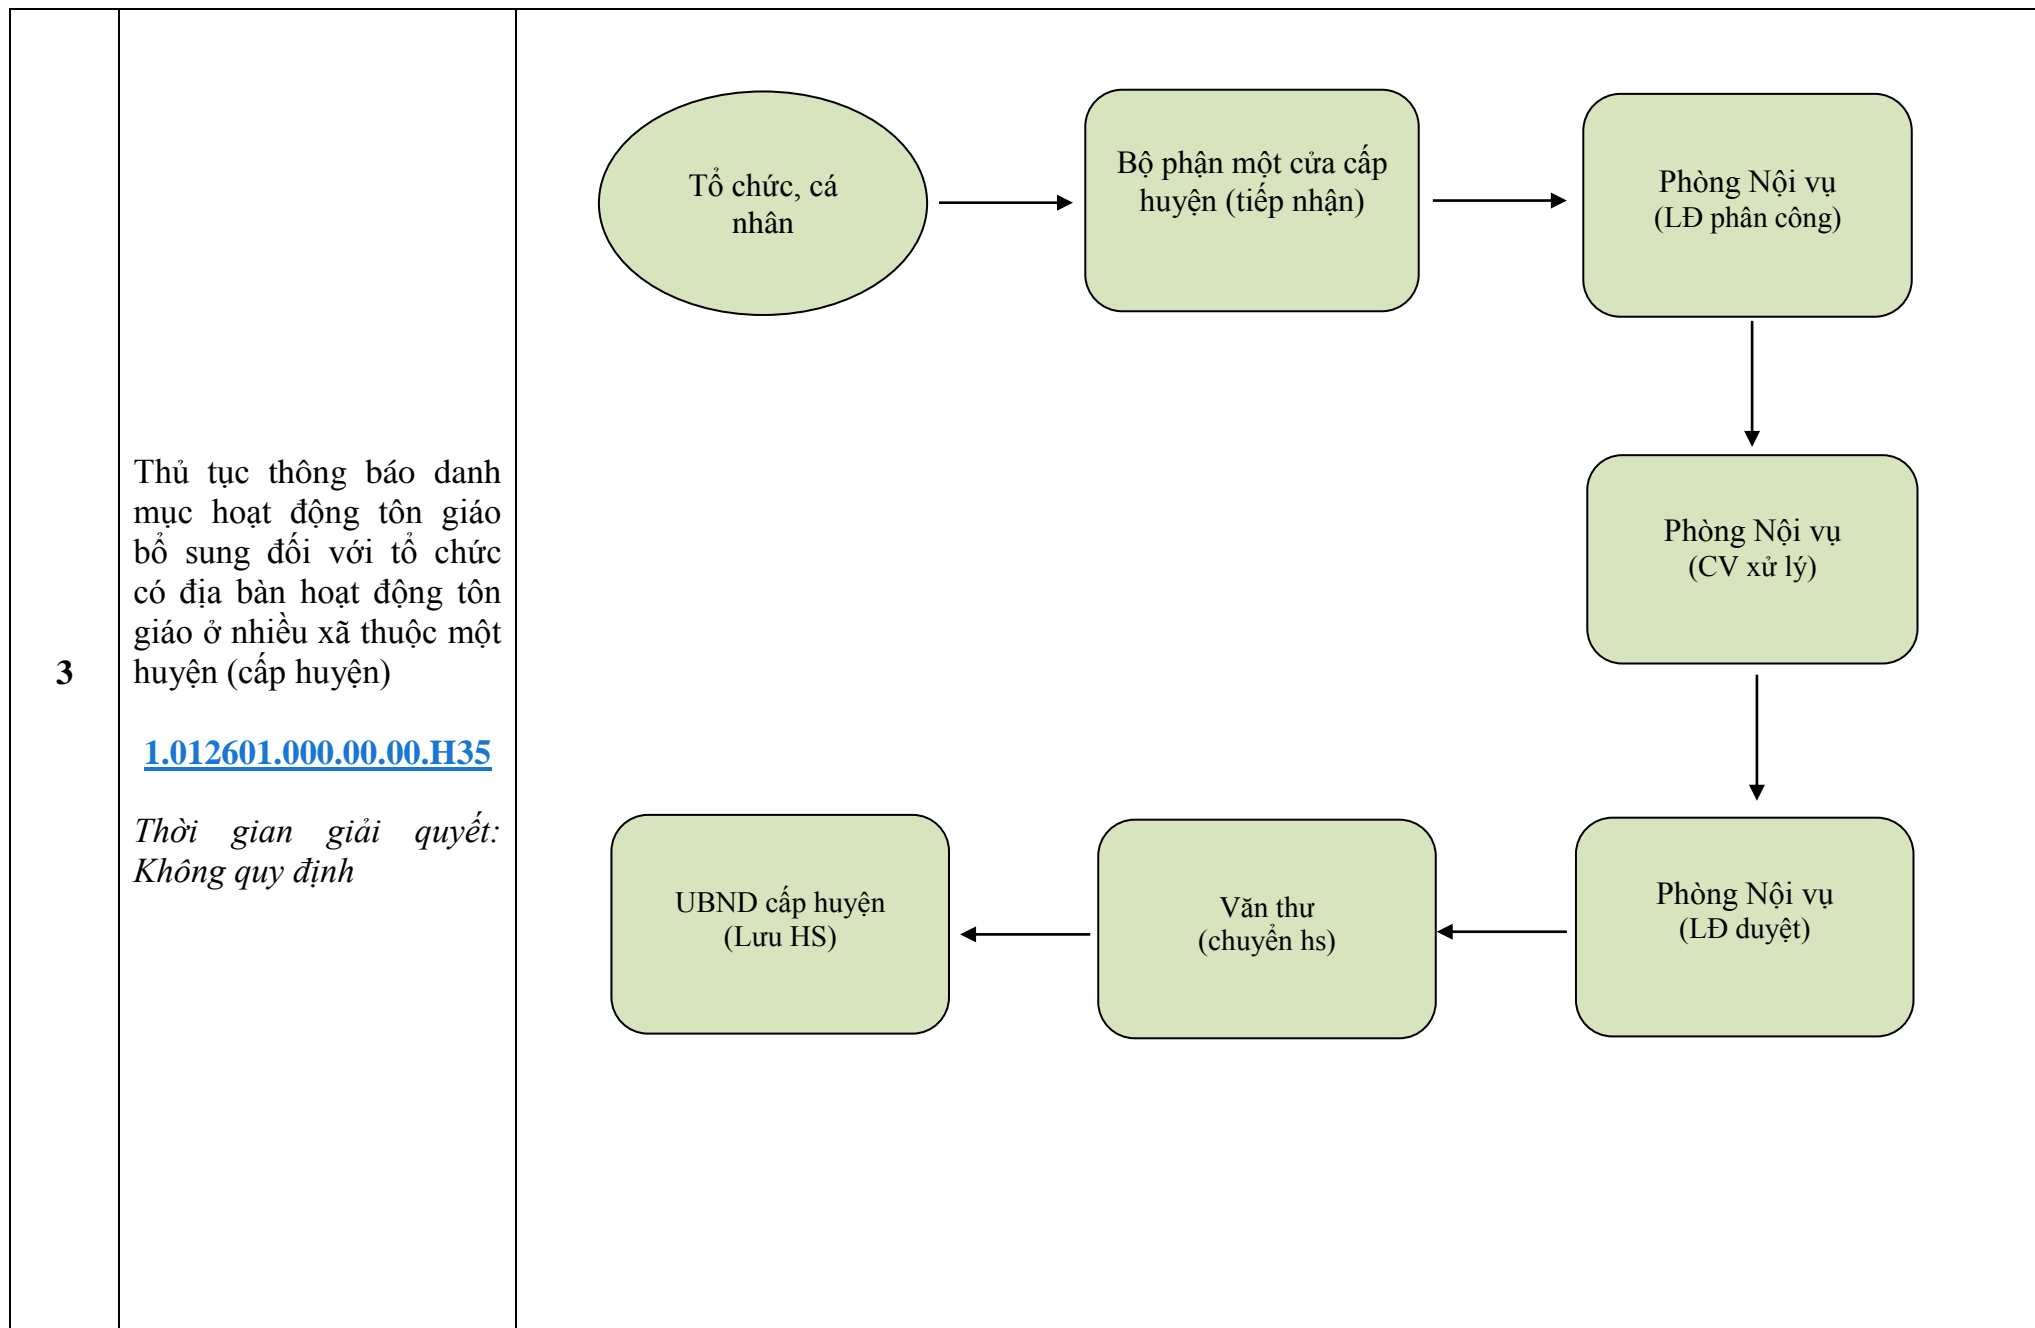 3
Thủ tục thông báo danh
mục hoạt động tôn giáo
bổ sung đối với tổ chức
có địa bàn hoạt động tôn
giáo ở nhiều xã thuộc một
huyện (cấp huyện)
1.012601.000.00.00.H35
Thời gian giải quyết:
Không quy định
Tổ chức, cá
nhân
Bộ phận một cửa cấp
huyện (tiếp nhận)
Phòng Nội vụ
(LĐ phân công)
Phòng Nội vụ
(CV xử lý)
Phòng Nội vụ
(LĐ duyệt)
Văn thư
(chuyển hs)
UBND cấp huyện
(Lưu HS)